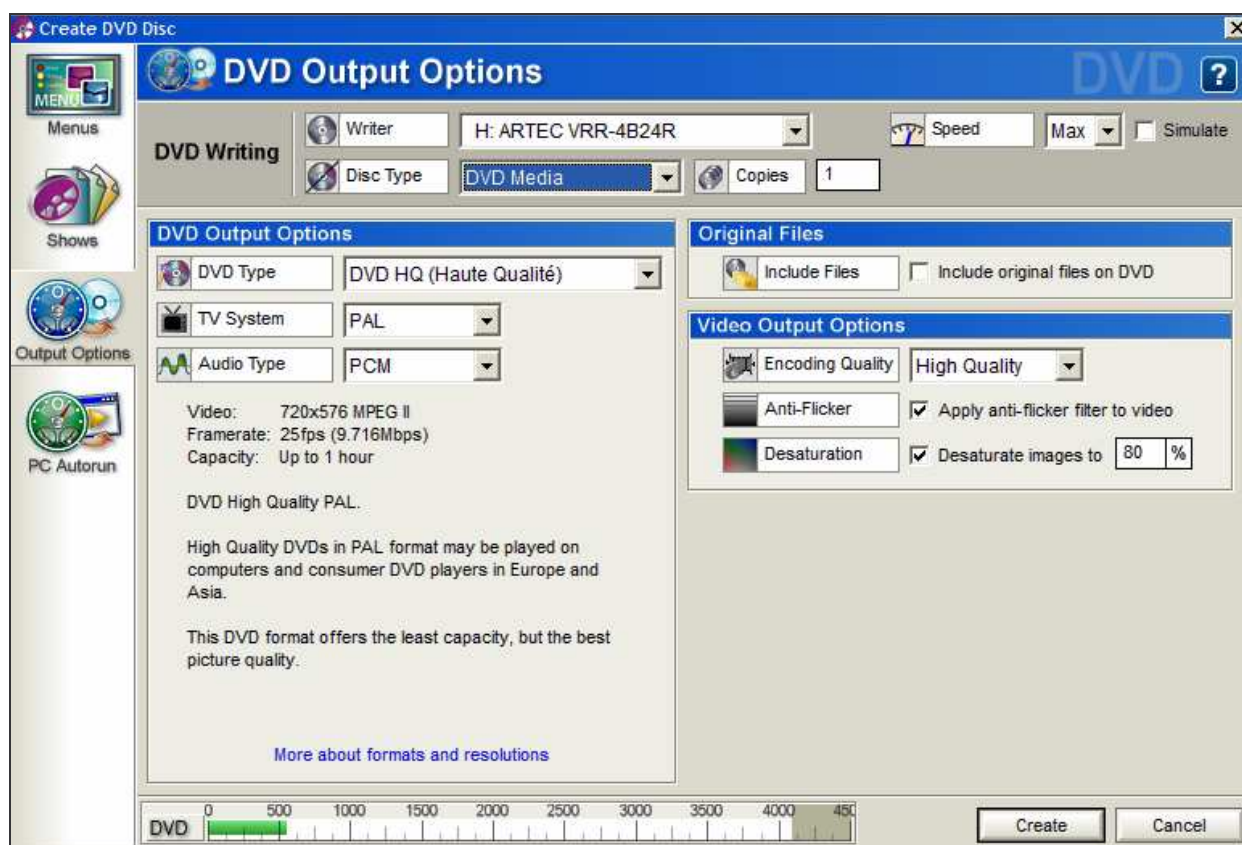 Create DVD Disc
MENU
Menus
Shows
Output Options
PC Autorun
DVD Output Options
DVD
?
DVD Writing
Writer
H: ARTEC VRR-4B24R
Speed
Max
Simulate
Disc Type
DVD Media
Copies
1
DVD Output Options
DVD Type
DVD HQ (Haute Qualité)
TV System
PAL
Audio Type
PCM
Video: 720x576 MPEG II
Framerate: 25fps (9.716Mbps)
Capacity: Up to 1 hour
DVD High Quality PAL.
High Quality DVDs in PAL format may be played on
computers and consumer DVD players in Europe and
Asia.
This DVD format offers the least capacity, but the best
picture quality.
More about formats and resolutions
Original Files
Include Files
Include original files on DVD
Video Output Options
Encoding Quality
High Quality
Anti-Flicker
Apply anti-flicker filter to video
Desaturation
Desaturate images to 80 %
DVD
0 500 1000 1500 2000 2500 3000 3500 4000 450
Create
Cancel